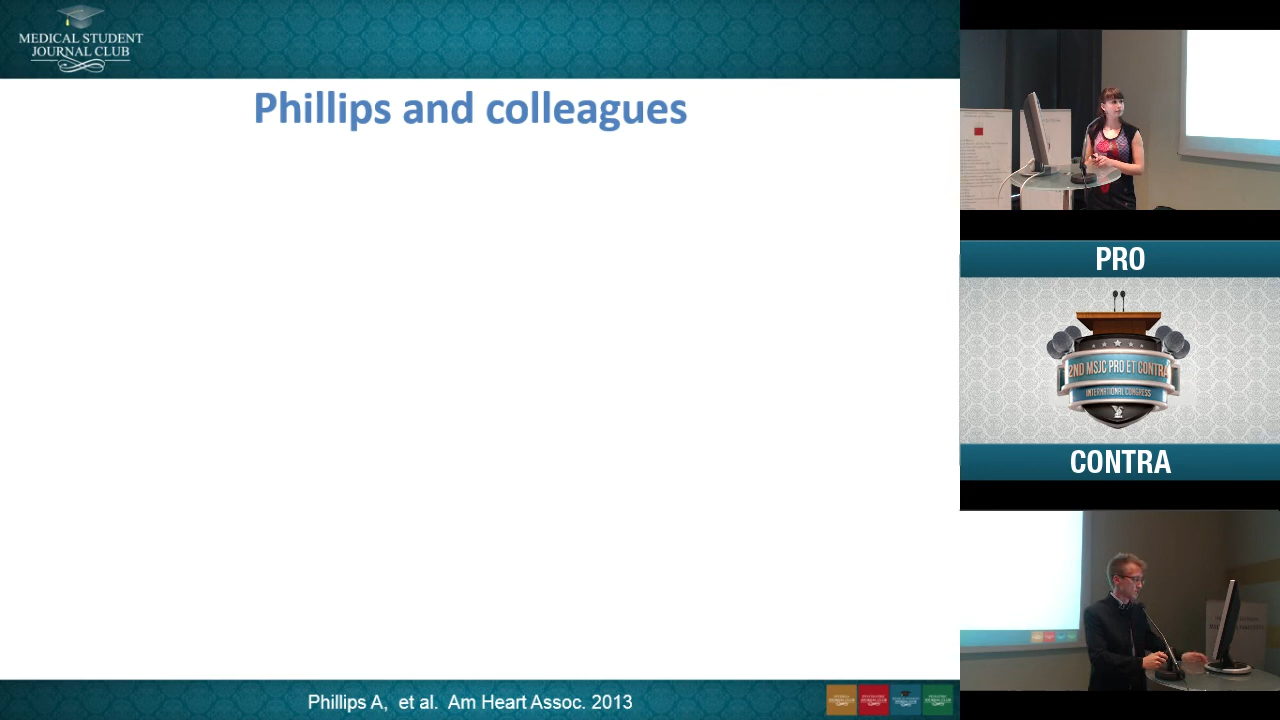 MEDICAL STUDENT
JOURNAL CLUB
Phillips and colleagues
PRO
2ND MSJC PRO ET CONTRA
INTERNATIONAL CONGRESS
CONTRA
Phillips A, et al. Am Heart Assoc. 2013